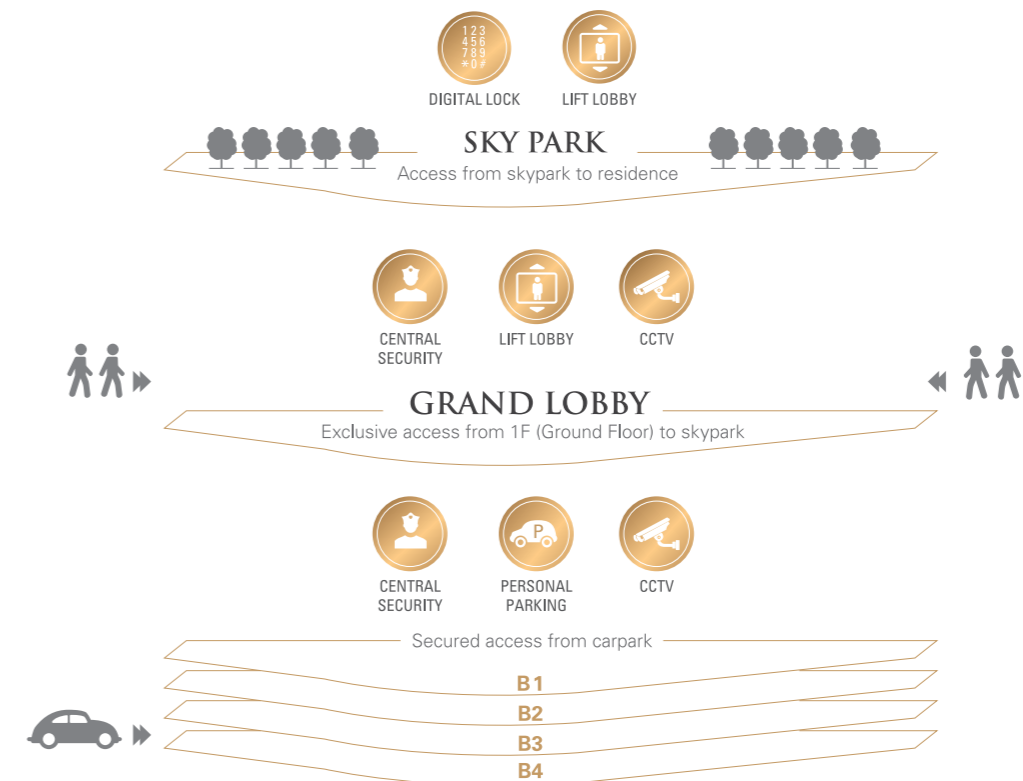 1 2 3
4 5 6
7 8 9
* 0 #
DIGITAL LOCK
LIFT LOBBY
SKY PARK
Access from skypark to residence
CENTRAL
SECURITY
LIFT LOBBY
CCTV
GRAND LOBBY
Exclusive access from 1F (Ground Floor) to skypark
P
CENTRAL
SECURITY
PERSONAL
PARKING
CCTV
Secured access from carpark
B1
B2
B3
B4